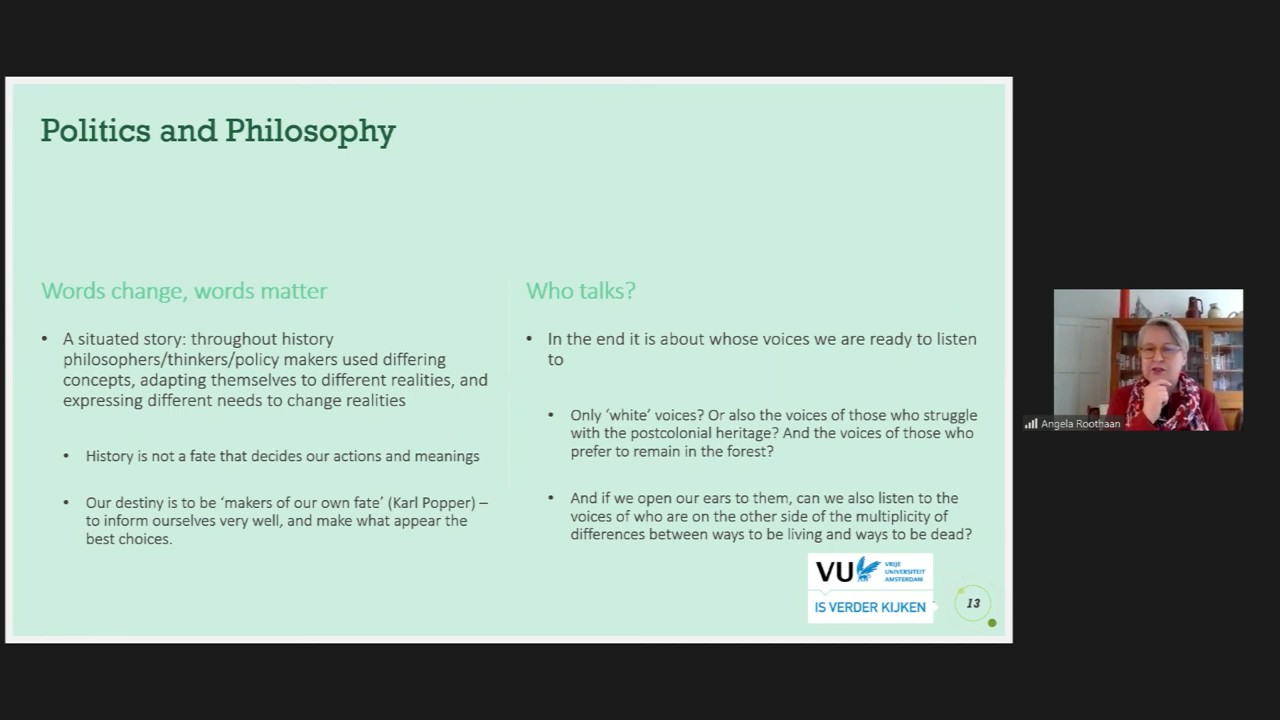 Politics and Philosophy
Words change, words matter
• A situated story: throughout history
philosophers/thinkers/policy makers used differing
concepts, adapting themselves to different realities, and
expressing different needs to change realities
• History is not a fate that decides our actions and meanings
• Our destiny is to be ‘makers of our own fate’ (Karl Popper) –
to inform ourselves very well, and make what appear the
best choices.
Who talks?
• In the end it is about whose voices we are ready to listen
to
• Only ‘white’ voices? Or also the voices of those who struggle
with the postcolonial heritage? And the voices of those who
prefer to remain in the forest?
• And if we open our ears to them, can we also listen to the
voices of who are on the other side of the multiplicity of
differences between ways to be living and ways to be dead?
VU
VRIJE
UNIVERSITEIT
AMSTERDAM
IS VERDER KIJKEN
13
Angela Roothaan